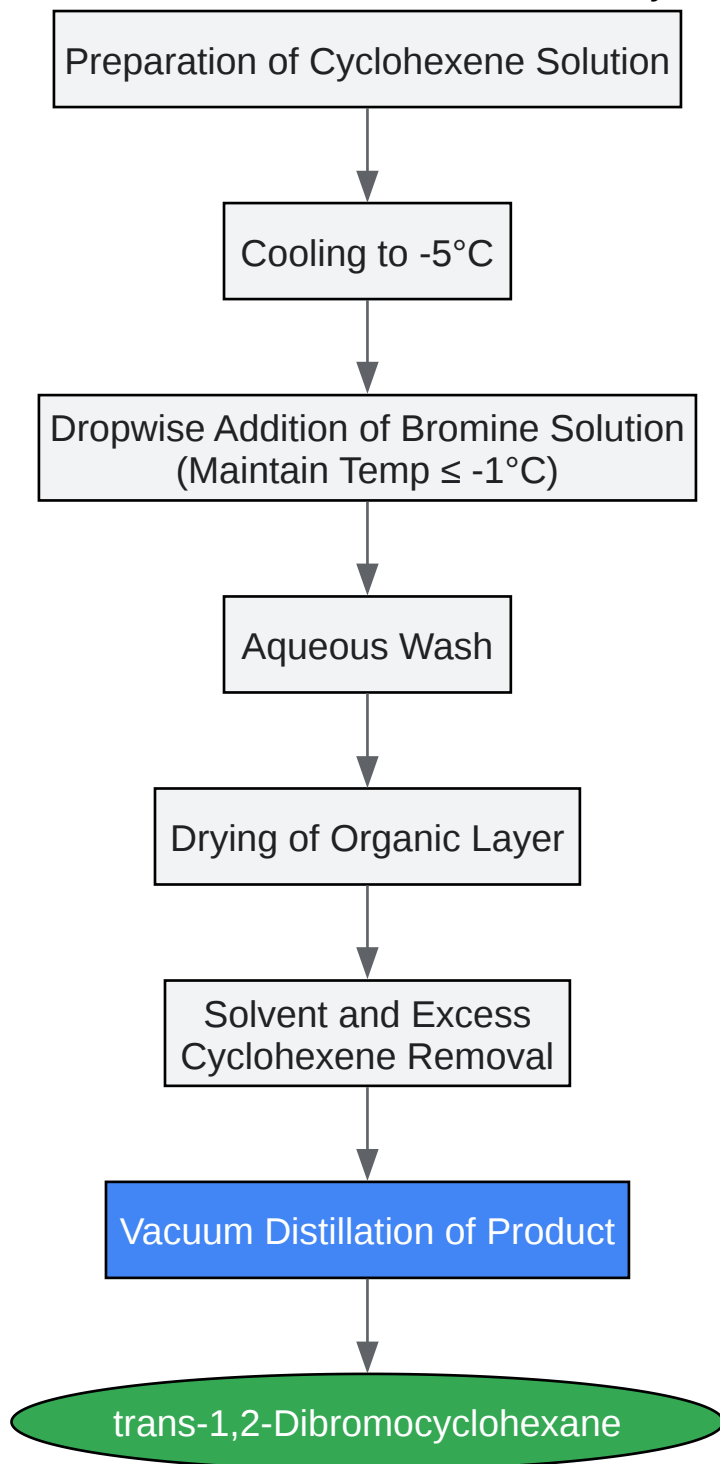 Preparation of Cyclohexene Solution
Cooling to -5°C
Dropwise Addition of Bromine Solution
(Maintain Temp ≤ -1°C)
Aqueous Wash
Drying of Organic Layer
Solvent and Excess
Cyclohexene Removal
Vacuum Distillation of Product
trans-1,2-Dibromocyclohexane